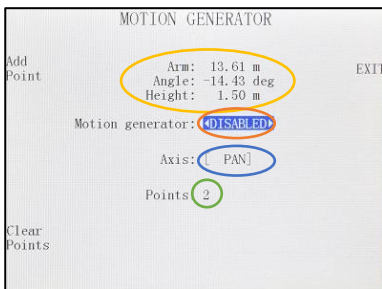 MOTION GENERATOR
Add
Point
EXIT
Arm: 13.61 m
Angle: -14.43 deg
Height: 1.50 m
Motion generator: DISABLED
Axis: [ PAN]
Points 2
Clear
Points